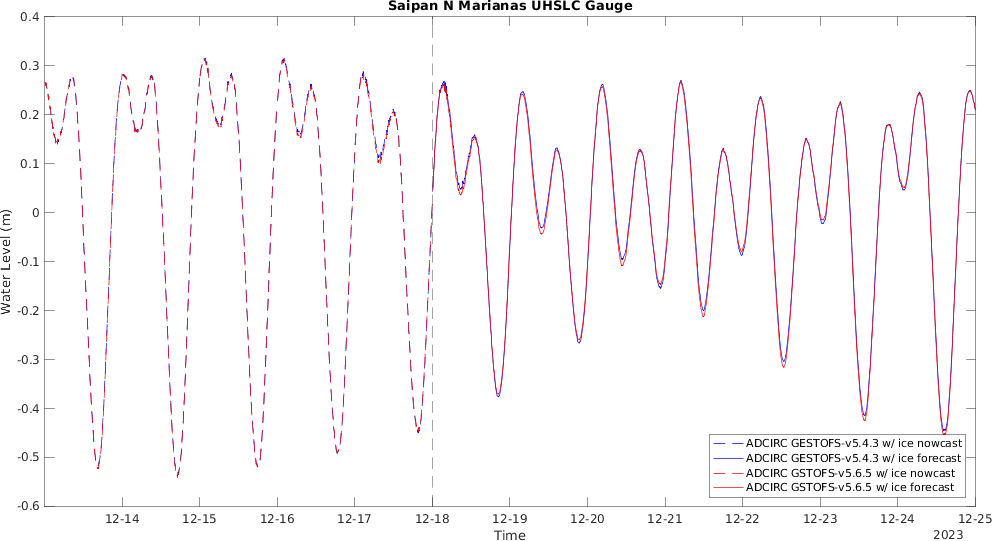 Saipan N Marianas UHSLC Gauge
Water Level (m)
0.4
0.3
0.2
0.1
0
-0.1
-0.2
-0.3
-0.4
-0.5
-0.6
ADCIRC GESTOFS-v5.4.3 w/ ice nowcast
ADCIRC GESTOFS-v5.4.3 w/ ice forecast
ADCIRC GSTOFS-v5.6.5 w/ ice nowcast
ADCIRC GSTOFS-v5.6.5 w/ ice forecast
12-14 12-15 12-16 12-17 12-18 12-19 12-20 12-21 12-22 12-23 12-24 12-25
Time
2023